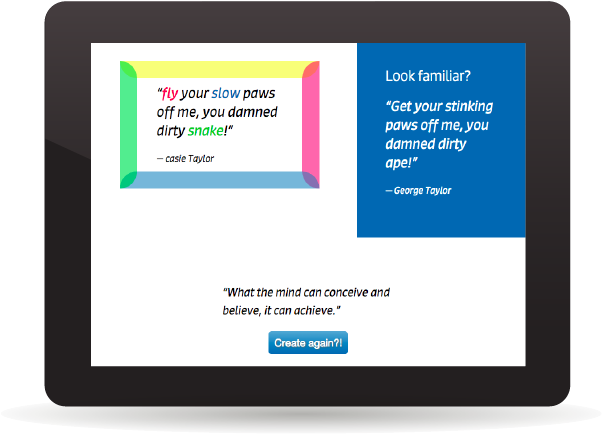 "fly your slow paws
off me, you damned
dirty snake!"
— casie Taylor
Look familiar?
"Get your stinking
paws off me, you
damned dirty
ape!"
— George Taylor
"What the mind can conceive and
believe, it can achieve."
Create again?!